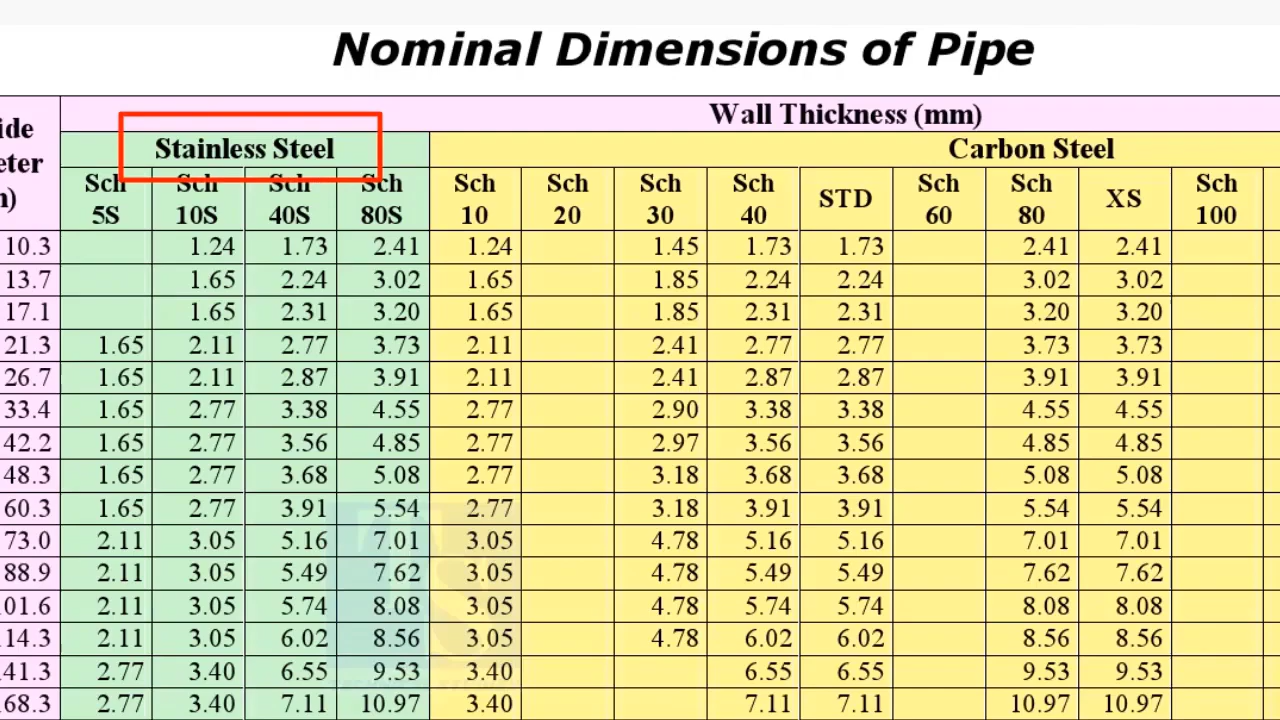 Nominal Dimensions of Pipe
Wall Thickness (mm)
Stainless Steel Carbon Steel
Sch 5S Sch 10S Sch 40S Sch 80S Sch 10 Sch 20 Sch 30 Sch 40 STD Sch 60 Sch 80 XS Sch 100
10.3 1.24 1.73 2.41 1.24 1.45 1.73 1.73 2.41 2.41
13.7 1.65 2.24 3.02 1.65 1.85 2.24 2.24 3.02 3.02
17.1 1.65 2.31 3.20 1.65 1.85 2.31 2.31 3.20 3.20
21.3 1.65 2.11 2.77 3.73 2.11 2.41 2.77 2.77 3.73 3.73
26.7 1.65 2.11 2.87 3.91 2.11 2.41 2.87 2.87 3.91 3.91
33.4 1.65 2.77 3.38 4.55 2.77 2.90 3.38 3.38 4.55 4.55
42.2 1.65 2.77 3.56 4.85 2.77 2.97 3.56 3.56 4.85 4.85
48.3 1.65 2.77 3.68 5.08 2.77 3.18 3.68 3.68 5.08 5.08
60.3 1.65 2.77 3.91 5.54 2.77 3.18 3.91 3.91 5.54 5.54
73.0 2.11 3.05 5.16 7.01 3.05 4.78 5.16 5.16 7.01 7.01
88.9 2.11 3.05 5.49 7.62 3.05 4.78 5.49 5.49 7.62 7.62
01.6 2.11 3.05 5.74 8.08 3.05 4.78 5.74 5.74 8.08 8.08
14.3 2.11 3.05 6.02 8.56 3.05 4.78 6.02 6.02 8.56 8.56
41.3 2.77 3.40 6.55 9.53 3.40 6.55 6.55 9.53 9.53
68.3 2.77 3.40 7.11 10.97 3.40 7.11 7.11 10.97 10.97